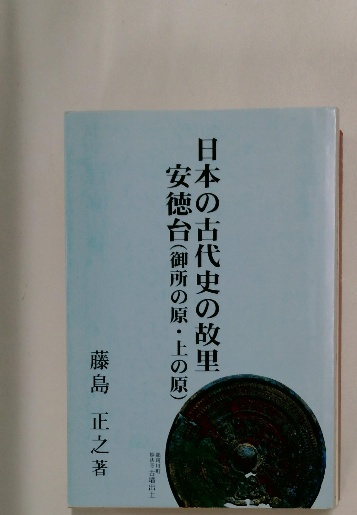 日本の古代史の故里
安徳台(御所の原・上の原)
藤島 正之 著